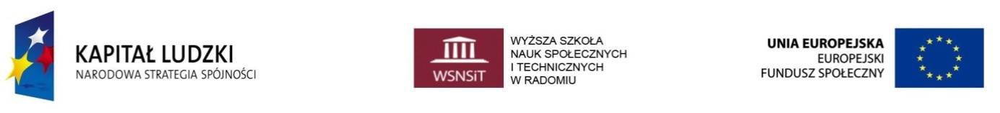 KAPITAŁ LUDZKI
NARODOWA STRATEGIA SPÓJNOŚCI
WSNSiT
WYŻSZA SZKOŁA
NAUK SPOŁECZNYCH
I TECHNICZNYCH
W RADOMIU
UNIA EUROPEJSKA
EUROPEJSKI
FUNDUSZ SPOŁECZNY